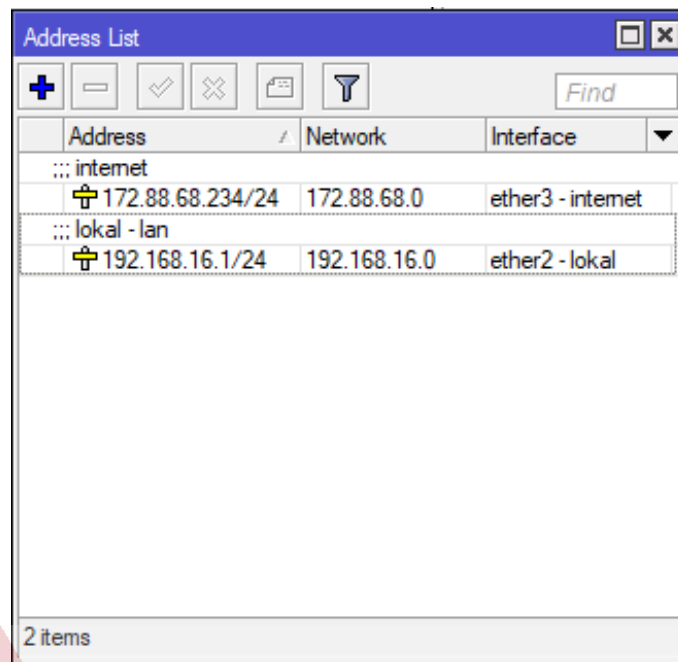 Address List
Find
Address Network Interface
;;; internet
172.88.68.234/24 172.88.68.0 ether3 - internet
;;; lokal - lan
192.168.16.1/24 192.168.16.0 ether2 - lokal
2 items